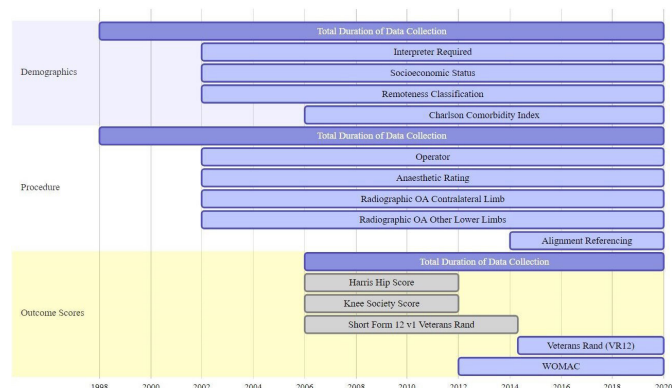 Total Duration of Data Collection
Interpreter Required
Socioeconomic Status
Demographics
Remoteness Classification
Charlson Comorbidity Index
Total Duration of Data Collection
Operator
Anaesthetic Rating
Procedure
Radiographic OA Contralateral Limb
Radiographic OA Other Lower Limbs
Alignment Referencing
Total Duration of Data Collection
Harris Hip Score
Knee Society Score
Outcome Scores
Short Form 12 v1 Veterans Rand
Veterans Rand (VR12)
WOMAC
1998 2000 2002 2004 2006 2008 2010 2012 2014 2016 2018 2020